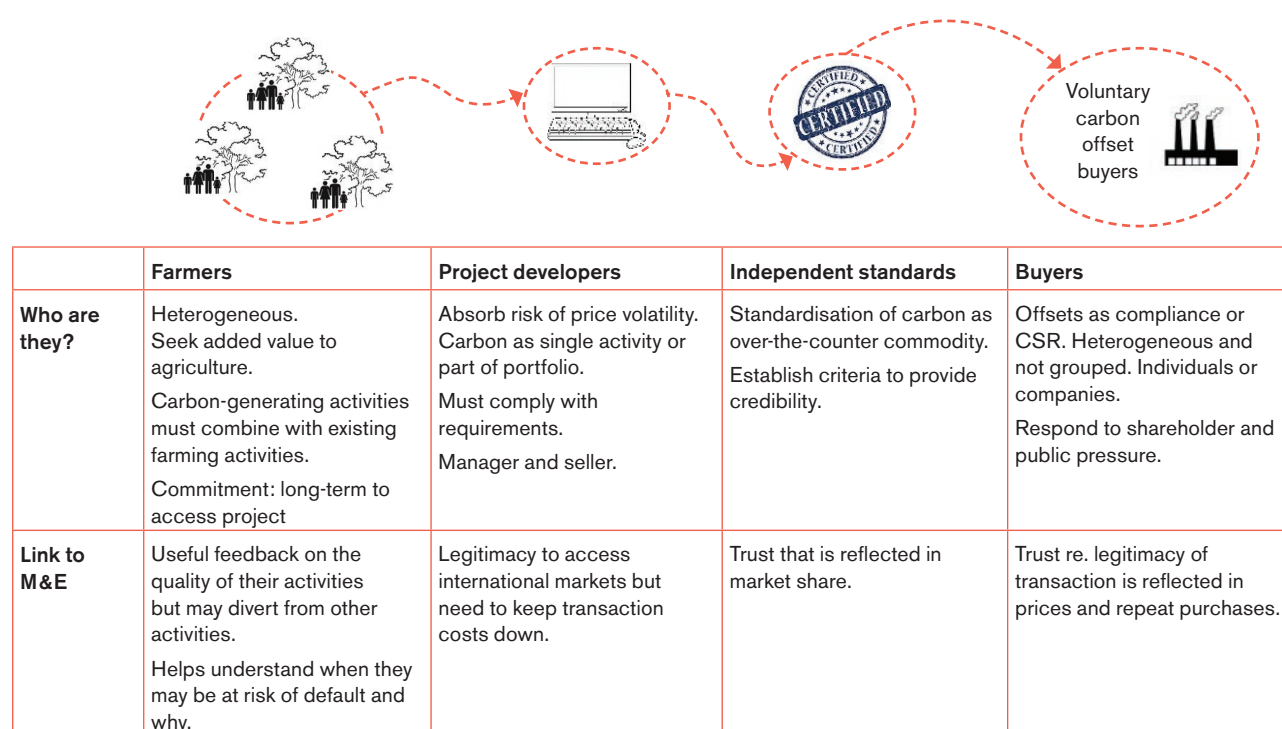 CERTIFIED
CERTIFIED
CERTIFIED
Voluntary
carbon
offset
buyers
Farmers
Project developers
Independent standards
Buyers
Who are
they?
Heterogeneous.
Seek added value to
agriculture.
Carbon-generating activities
must combine with existing
farming activities.
Commitment: long-term to
access project
Absorb risk of price volatility.
Carbon as single activity or
part of portfolio.
Must comply with
requirements.
Manager and seller.
Standardisation of carbon as
over-the-counter commodity.
Establish criteria to provide
credibility.
Offsets as compliance or
CSR. Heterogeneous and
not grouped. Individuals or
companies.
Respond to shareholder and
public pressure.
Link to
M&E
Useful feedback on the
quality of their activities
but may divert from other
activities.
Helps understand when they
may be at risk of default and
why.
Legitimacy to access
international markets but
need to keep transaction
costs down.
Trust that is reflected in
market share.
Trust re. legitimacy of
transaction is reflected in
prices and repeat purchases.